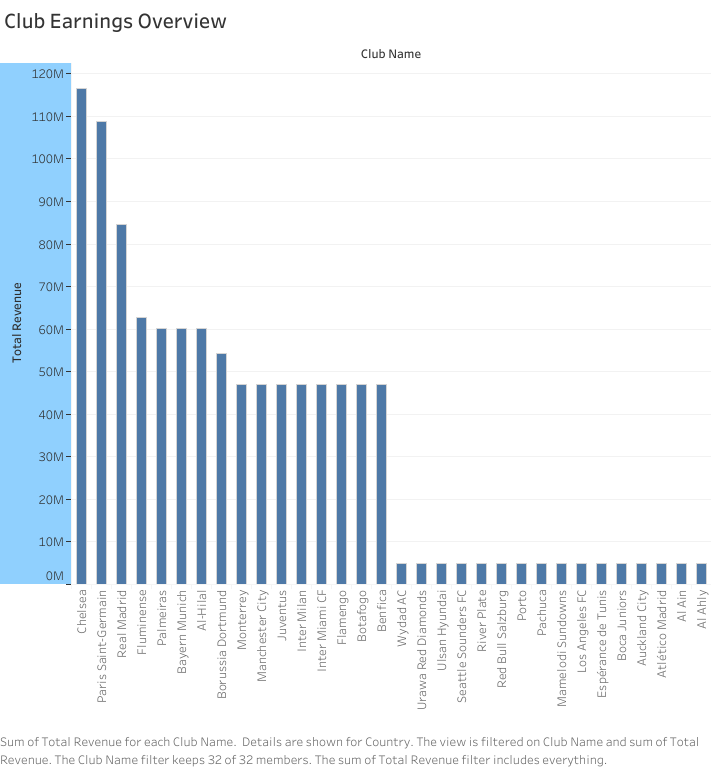 Club Earnings Overview
Club Name
Total Revenue
120M
110M
100M
90M
80M
70M
60M
50M
40M
30M
20M
10M
0M
Chelsea
Paris Saint-Germain
Real Madrid
Fluminense
Palmeiras
Bayern Munich
Al-Hilal
Borussia Dortmund
Monterrey
Manchester City
Juventus
Inter Milan
Inter Miami CF
Flamengo
Botafogo
Benfica
Wydad AC
Urawa Red Diamonds
Ulsan Hyundai
Seattle Sounders FC
River Plate
Red Bull Salzburg
Porto
Pachuca
Mamelodi Sundowns
Los Angeles FC
Espérance de Tunis
Boca Juniors
Auckland City
Atlético Madrid
Al Ain
Al Ahly
Sum of Total Revenue for each Club Name.  Details are shown for Country. The view is filtered on Club Name and sum of Total
Revenue. The Club Name filter keeps 32 of 32 members. The sum of Total Revenue filter includes everything.